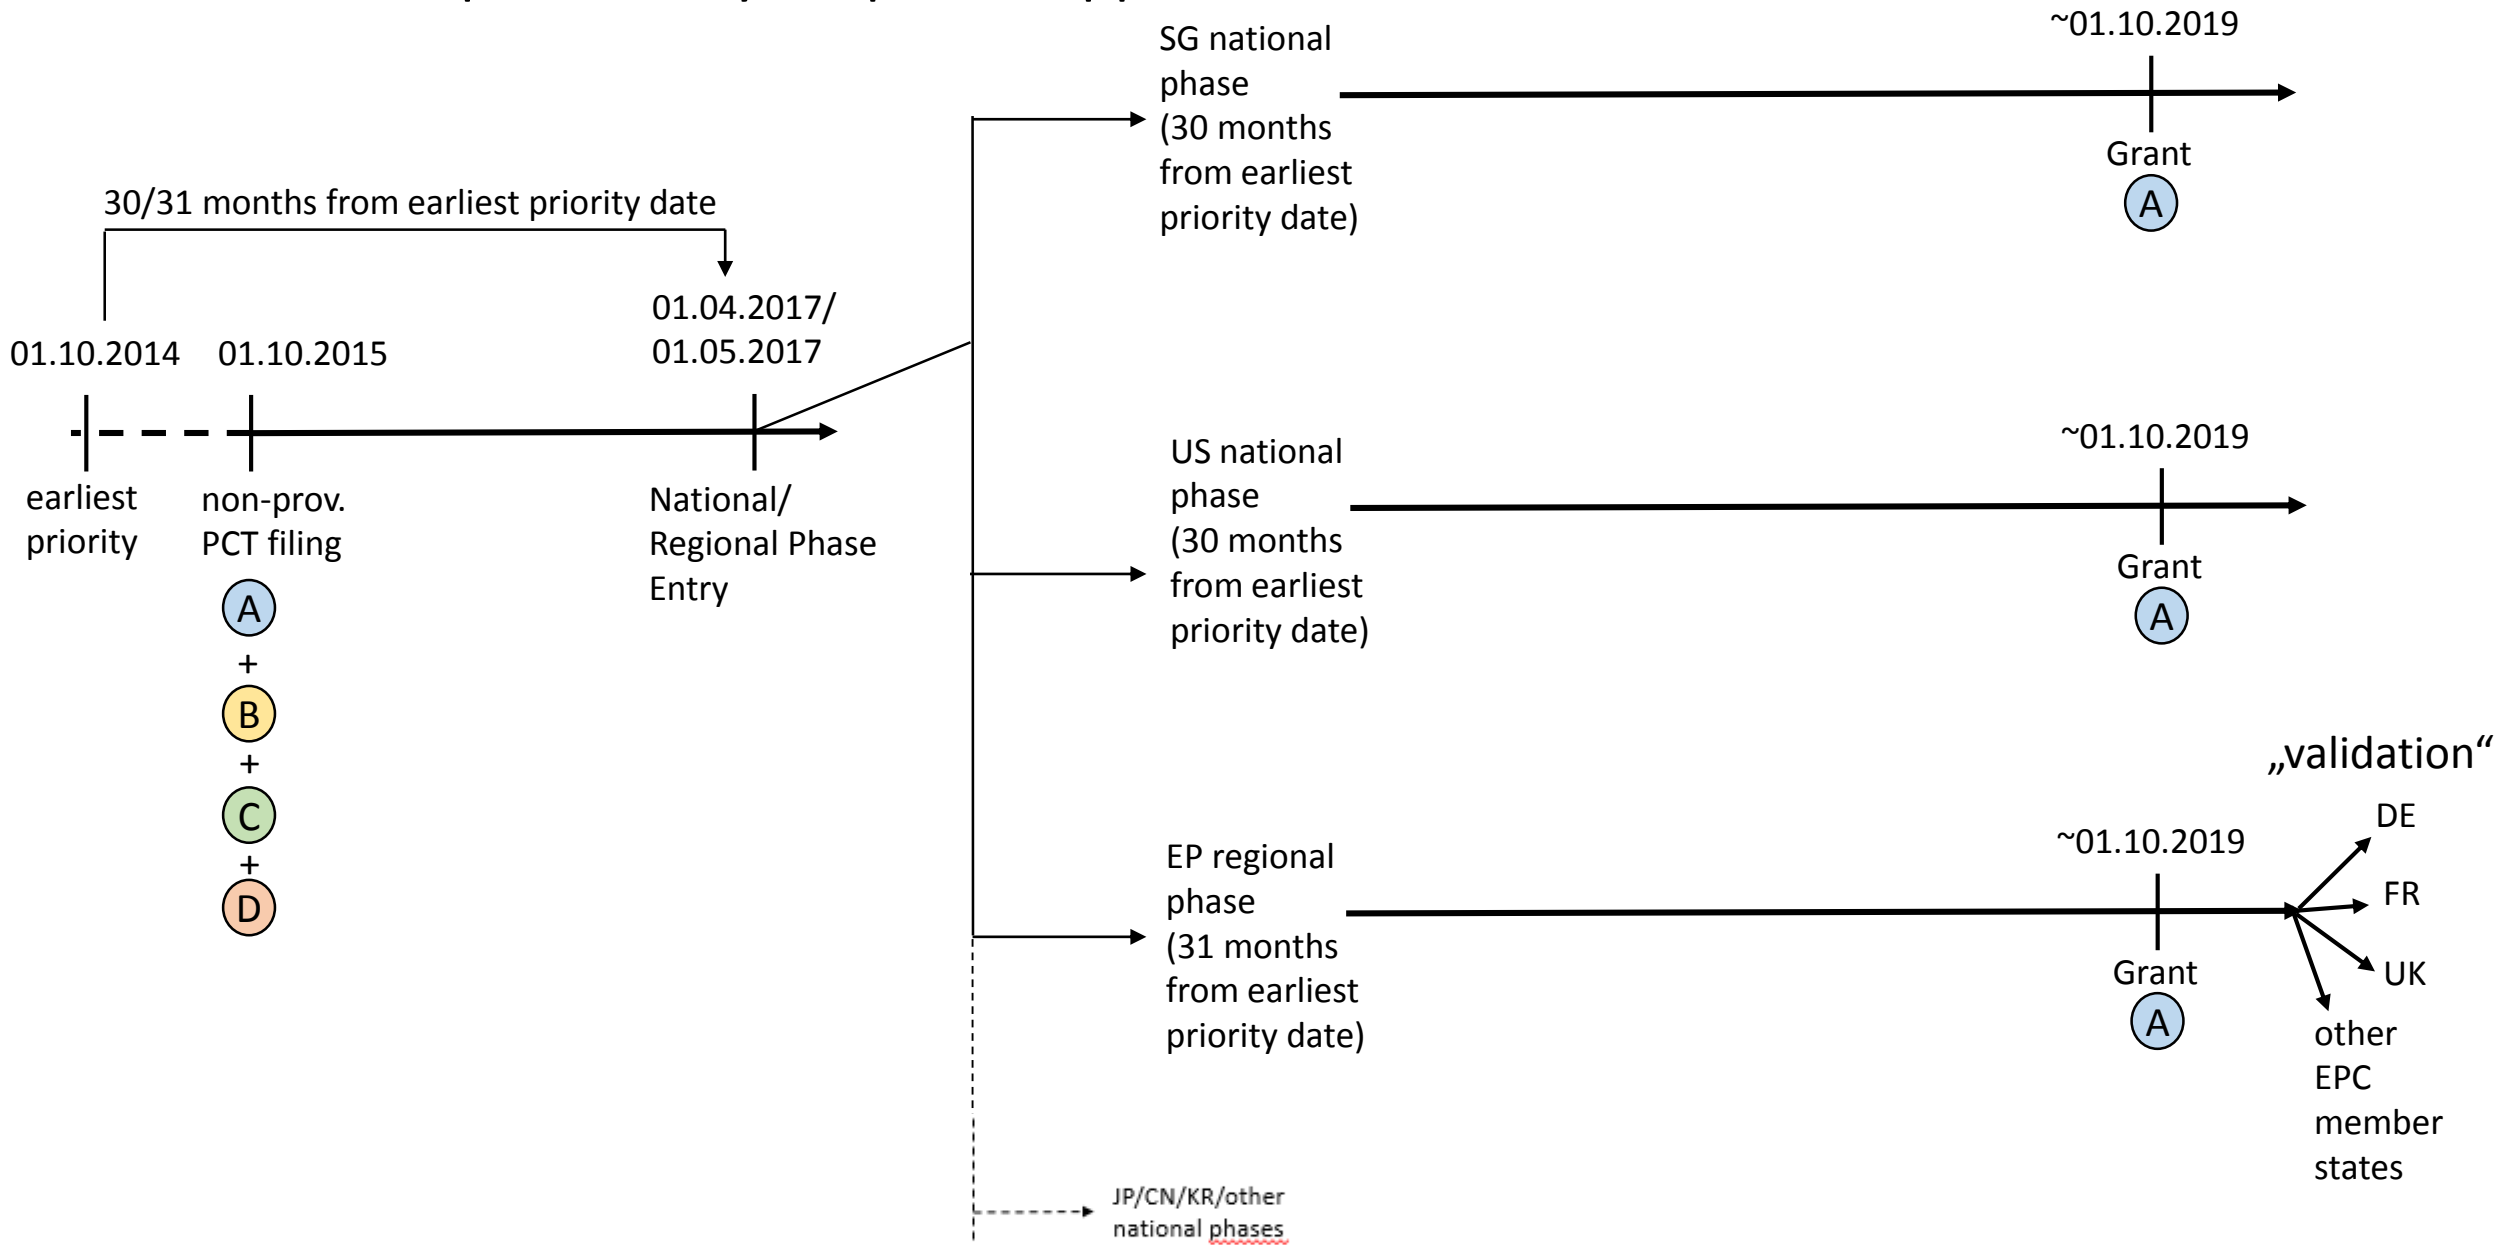 SG national
phase
(30 months
from earliest
priority date)
~01.10.2019
Grant
A
30/31 months from earliest priority date
01.10.2014
01.10.2015
01.04.2017/
01.05.2017
earliest
priority
non-prov.
PCT filing
A
+
B
+
C
+
D
National/
Regional Phase
Entry
US national
phase
(30 months
from earliest
priority date)
~01.10.2019
Grant
A
EP regional
phase
(31 months
from earliest
priority date)
~01.10.2019
Grant
A
„validation“
DE
FR
UK
other
EPC
member
states
JP/CN/KR/other
national phases